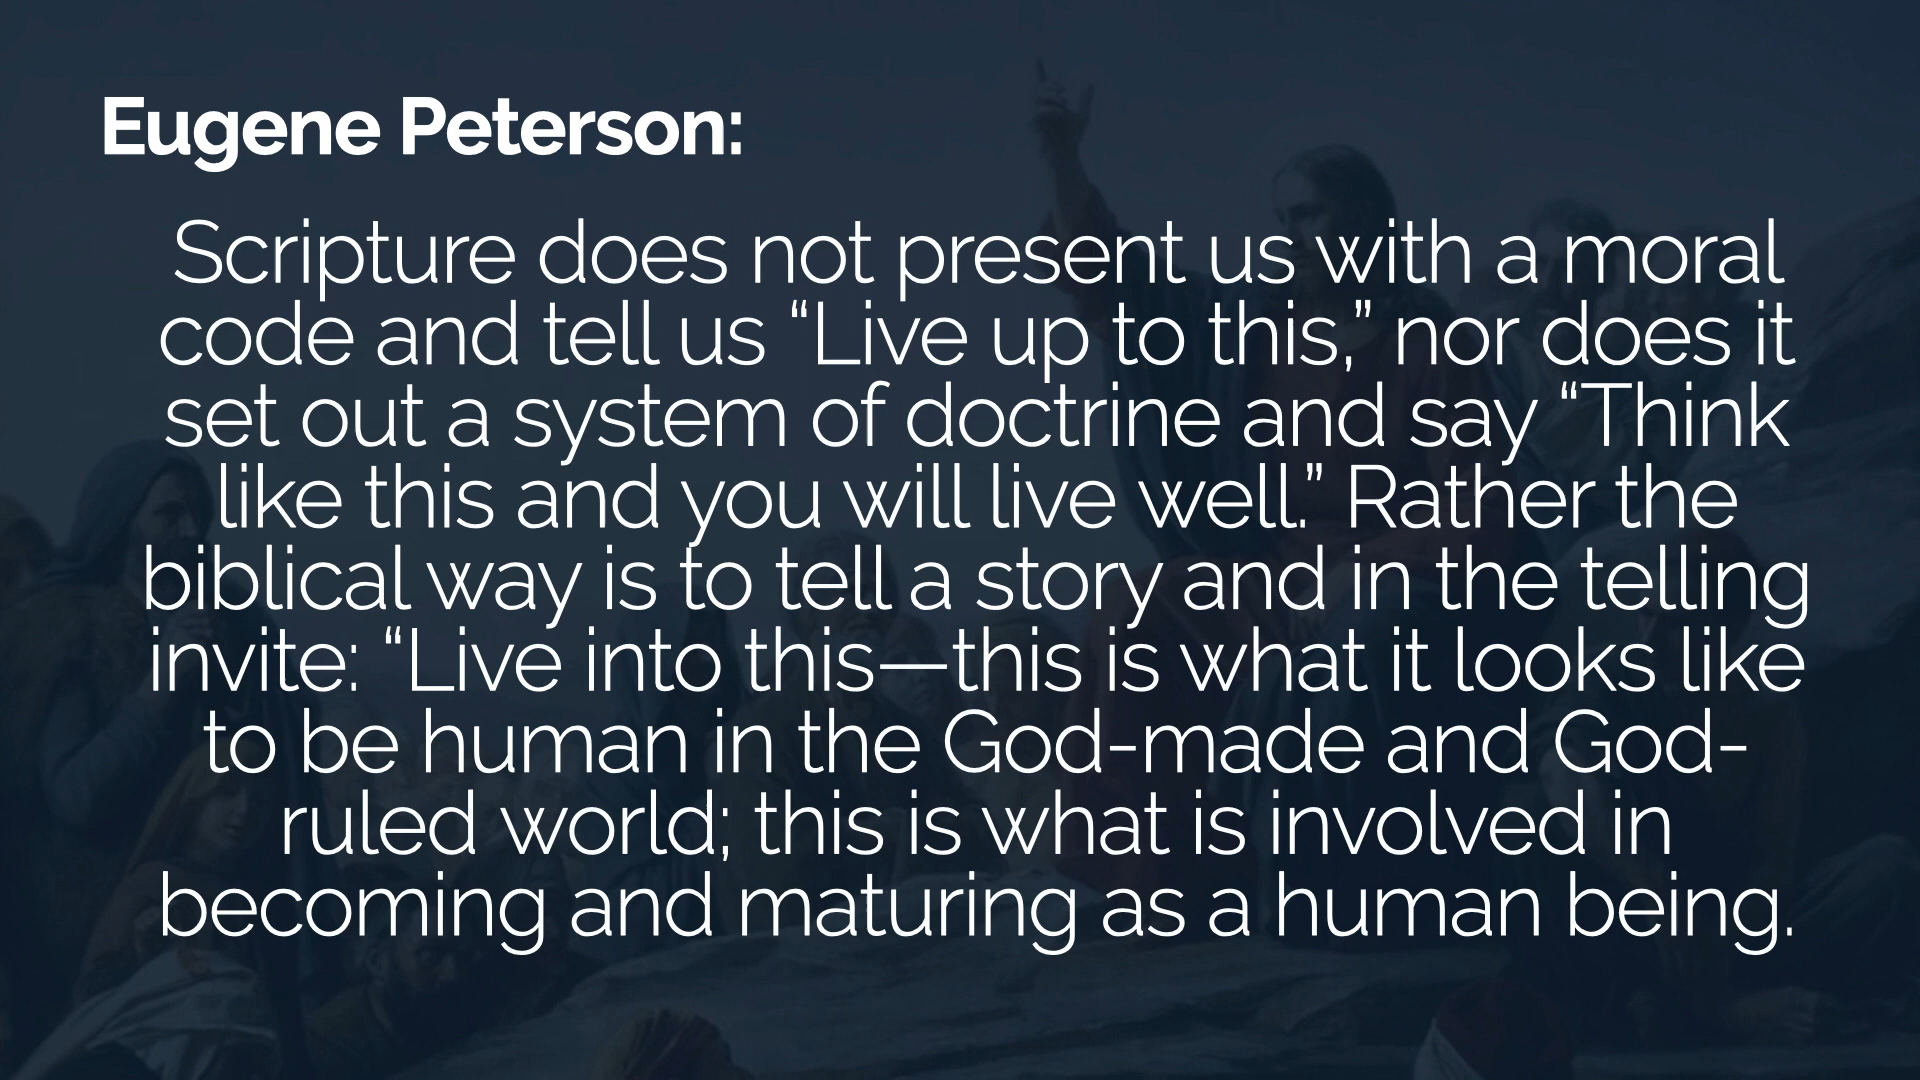 Eugene Peterson:
Scripture does not present us with a moral
code and tell us “Live up to this,” nor does it
set out a system of doctrine and say “Think
like this and you will live well.” Rather the
biblical way is to tell a story and in the telling
invite: “Live into this—this is what it looks like
to be human in the God-made and God-
ruled world; this is what is involved in
becoming and maturing as a human being.